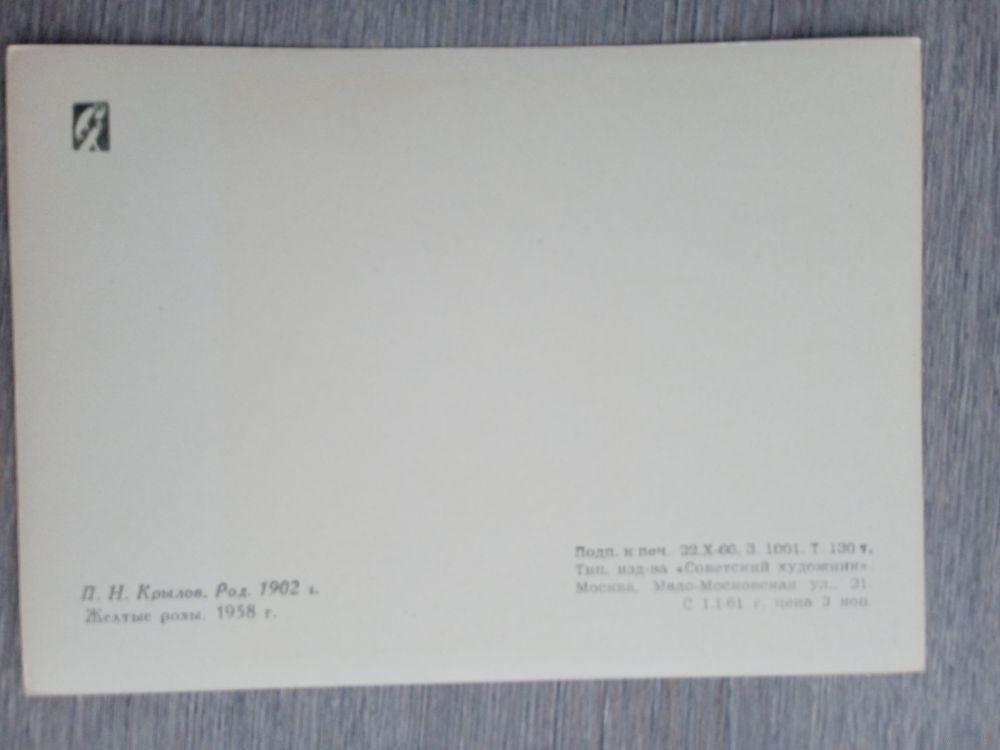 П. Н. Крылов. Род. 1902 г.
Желтые розы. 1958 г.
Подп. к печ. 22.X-60. З. 1001. Т. 130 т.
Тип. изд-ва «Советский художник».
Москва, Мало-Московская ул., 21.
С 1.I-61 г. цена 3 коп.